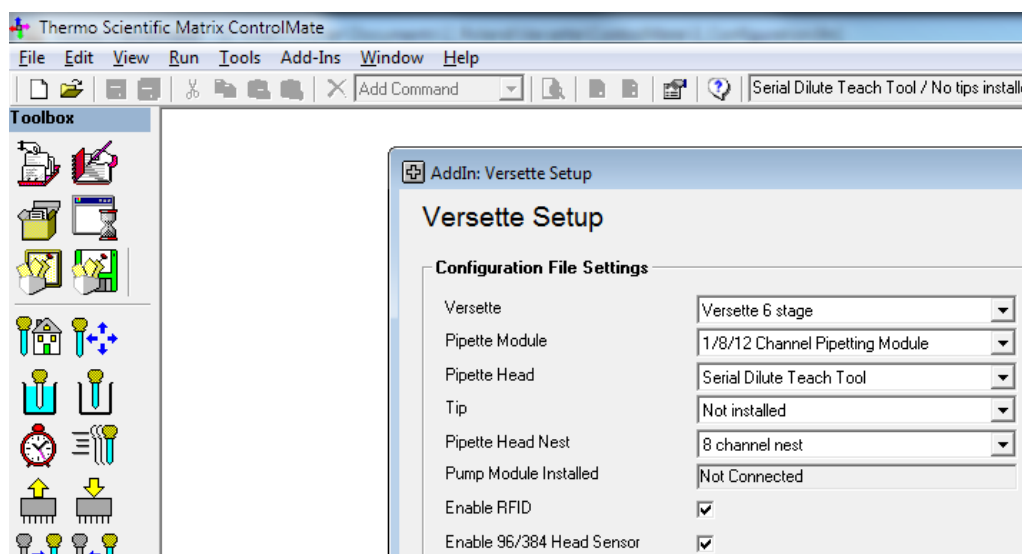 Thermo Scientific Matrix ControlMate
File Edit View Run Tools Add-Ins Window Help
Add Command Serial Dilute Teach Tool / No tips
Toolbox
AddIn: Versette Setup
Versette Setup
Configuration File Settings
Versette Versette 6 stage
Pipette Module 1/8/12 Channel Pipetting Module
Pipette Head Serial Dilute Teach Tool
Tip Not installed
Pipette Head Nest 8 channel nest
Pump Module Installed Not Connected
Enable RFID
Enable 96/384 Head Sensor